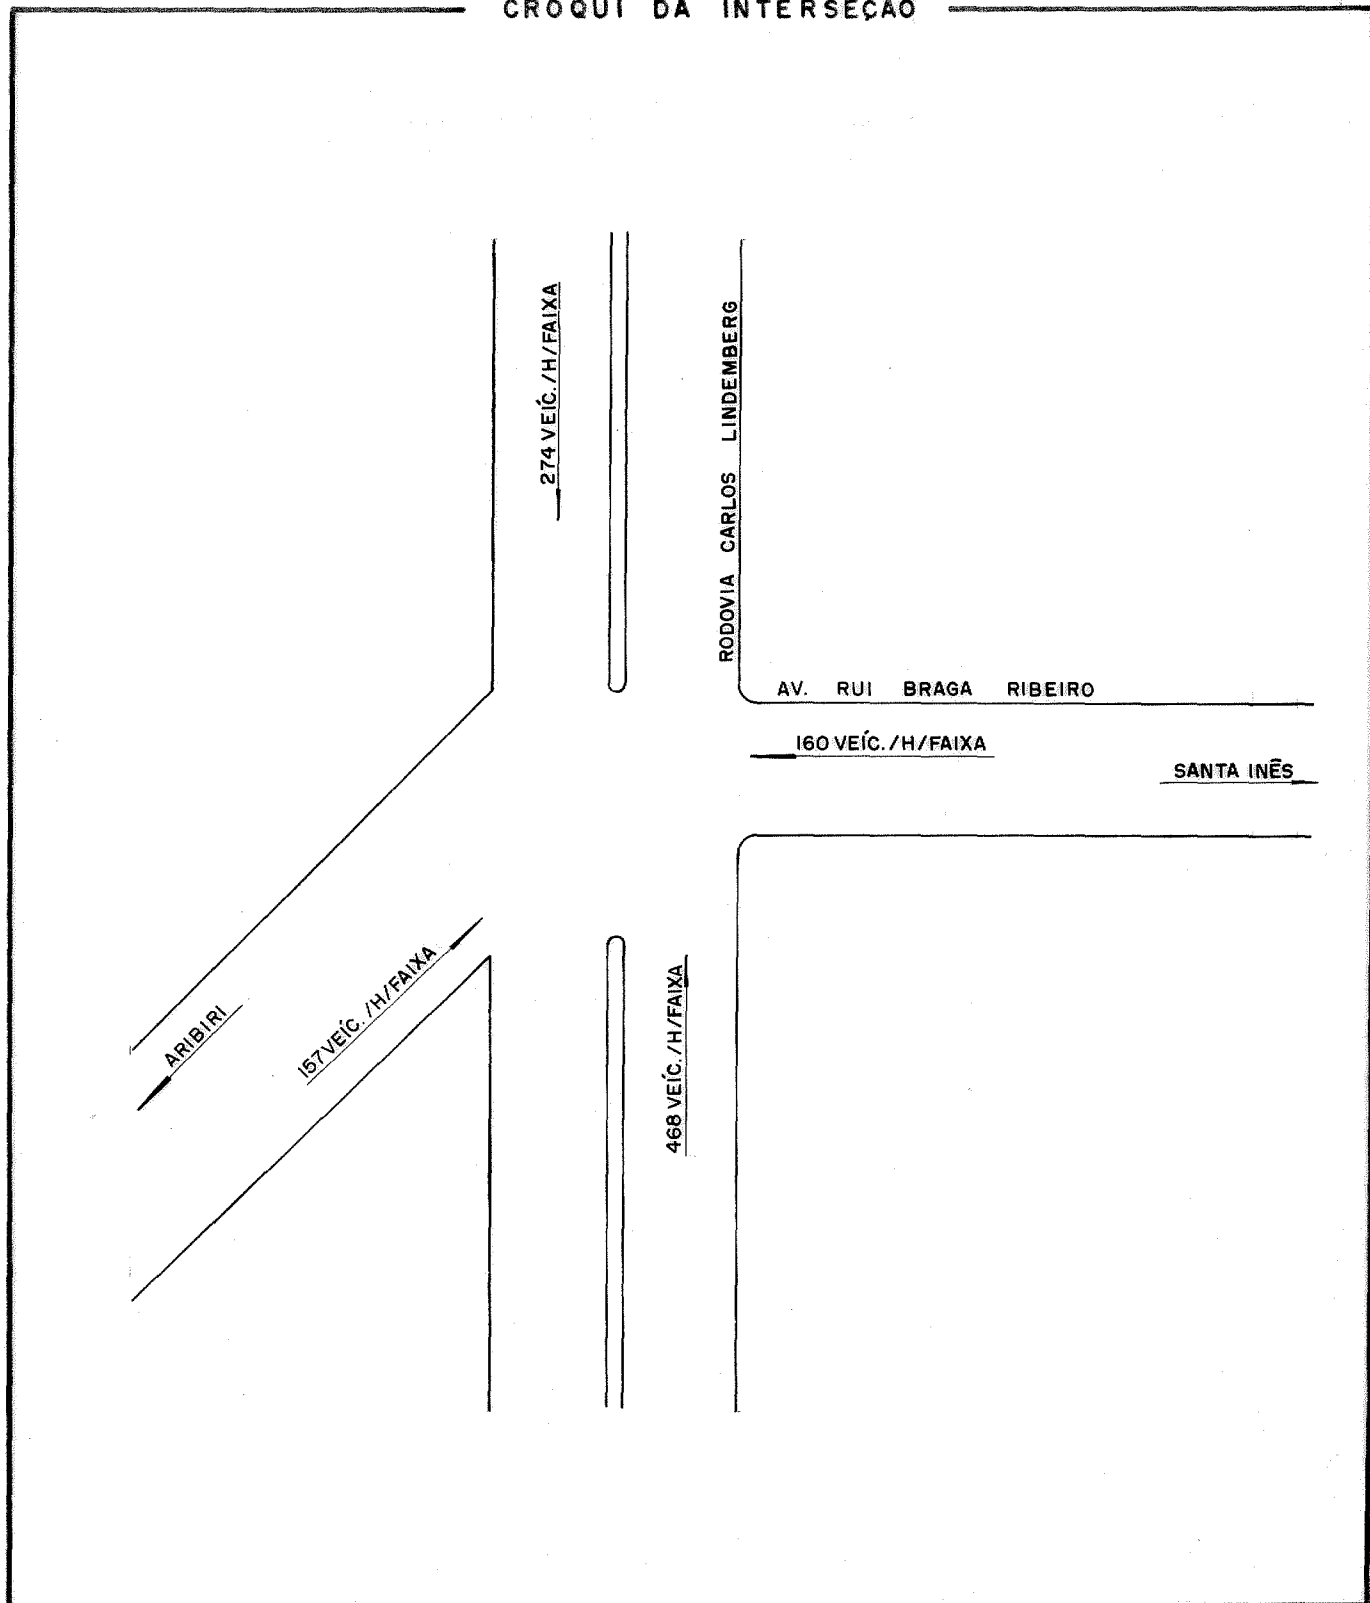 CROQUI DA INTERSEÇÃO
274 VEÍC./H/FAIXA
RODOVIA CARLOS LINDEMBERG
AV. RUI BRAGA RIBEIRO
160 VEÍC./H/FAIXA
SANTA INÊS
ARIBIRI
157 VEÍC./H/FAIXA
468 VEÍC./H/FAIXA